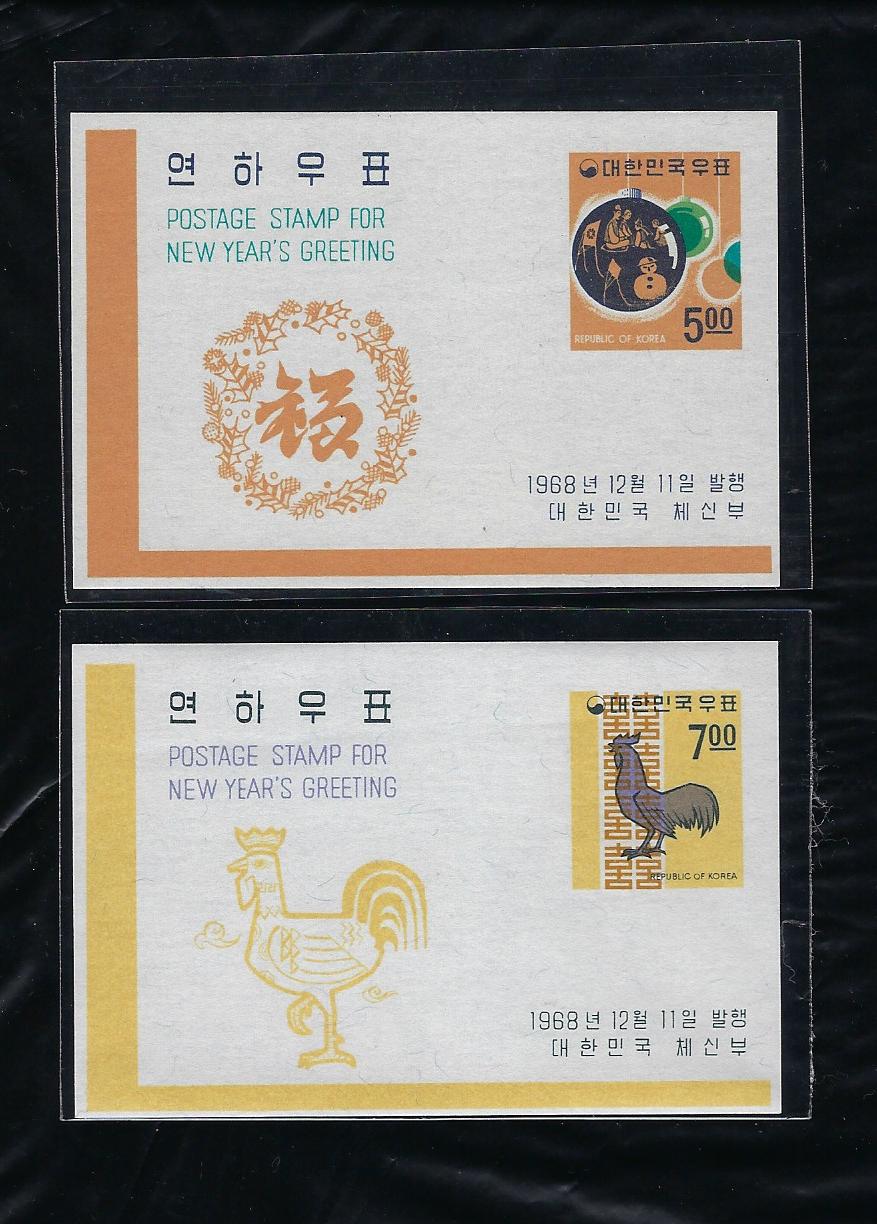 연하우표
POSTAGE STAMP FOR
NEW YEAR'S GREETING
福
대한민국우표
500
REPUBLIC OF KOREA
1968년 12월 11일 발행
대한민국 체신부
연하우표
POSTAGE STAMP FOR
NEW YEAR'S GREETING
대한민국우표
700
REPUBLIC OF KOREA
1968년 12월 11일 발행
대한민국 체신부